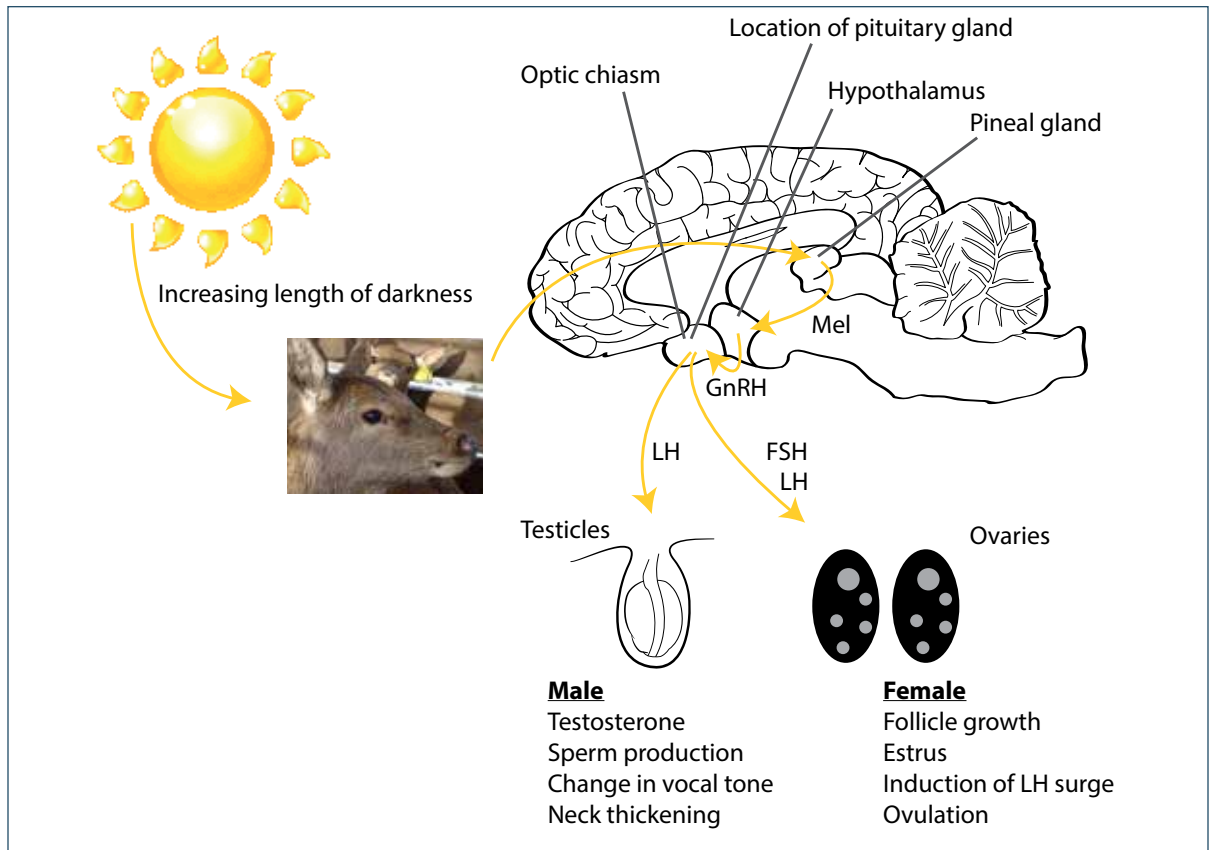 Location of pituitary gland
Optic chiasm
Hypothalamus
Pineal gland
Increasing length of darkness
Mel
GnRH
LH
FSH
LH
Testicles
Ovaries
Male
Testosterone
Sperm production
Change in vocal tone
Neck thickening
Female
Follicle growth
Estrus
Induction of LH surge
Ovulation